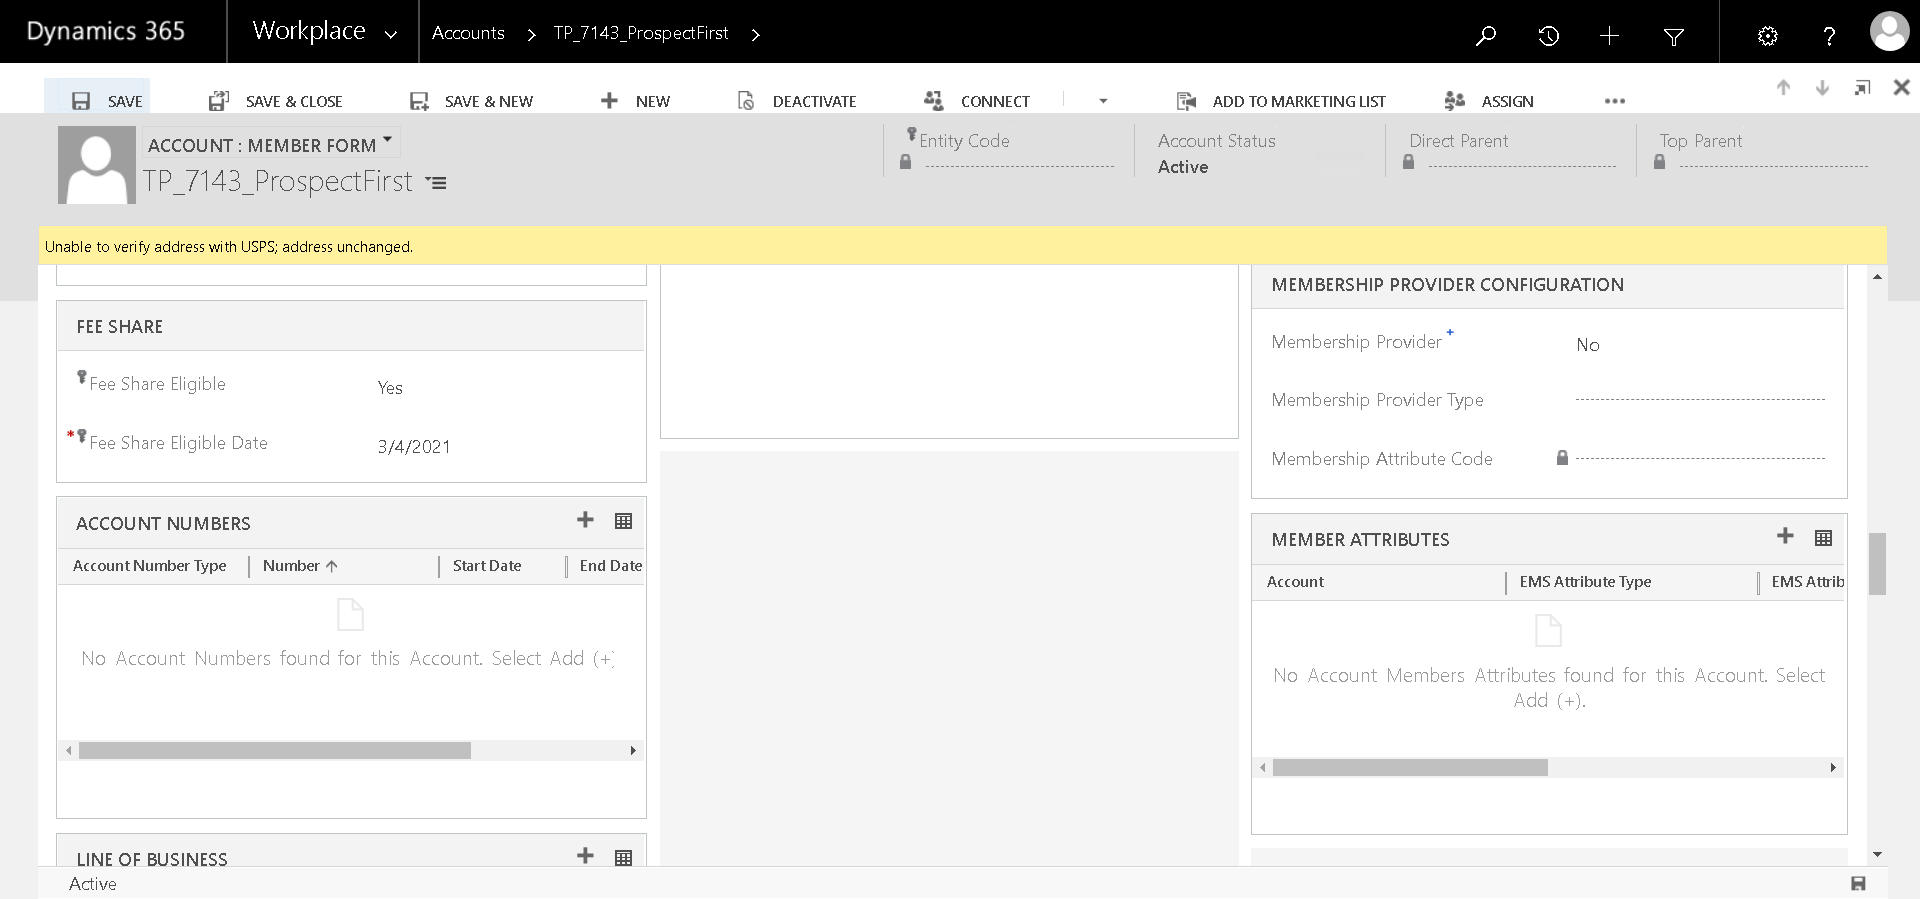 Dynamics 365
Workplace
Accounts
TP_7143_ProspectFirst
SAVE
SAVE & CLOSE
SAVE & NEW
NEW
DEACTIVATE
CONNECT
ADD TO MARKETING LIST
ASSIGN
ACCOUNT : MEMBER FORM
TP_7143_ProspectFirst
Entity Code
Account Status
Active
Direct Parent
Top Parent
Unable to verify address with USPS; address unchanged.
FEE SHARE
Fee Share Eligible
Yes
* Fee Share Eligible Date
3/4/2021
ACCOUNT NUMBERS
Account Number Type
Number
Start Date
End Date
No Account Numbers found for this Account. Select Add (+)
LINE OF BUSINESS
MEMBERSHIP PROVIDER CONFIGURATION
Membership Provider +
No
Membership Provider Type
Membership Attribute Code
MEMBER ATTRIBUTES
Account
EMS Attribute Type
EMS Attrib
No Account Members Attributes found for this Account. Select
Add (+).
Active